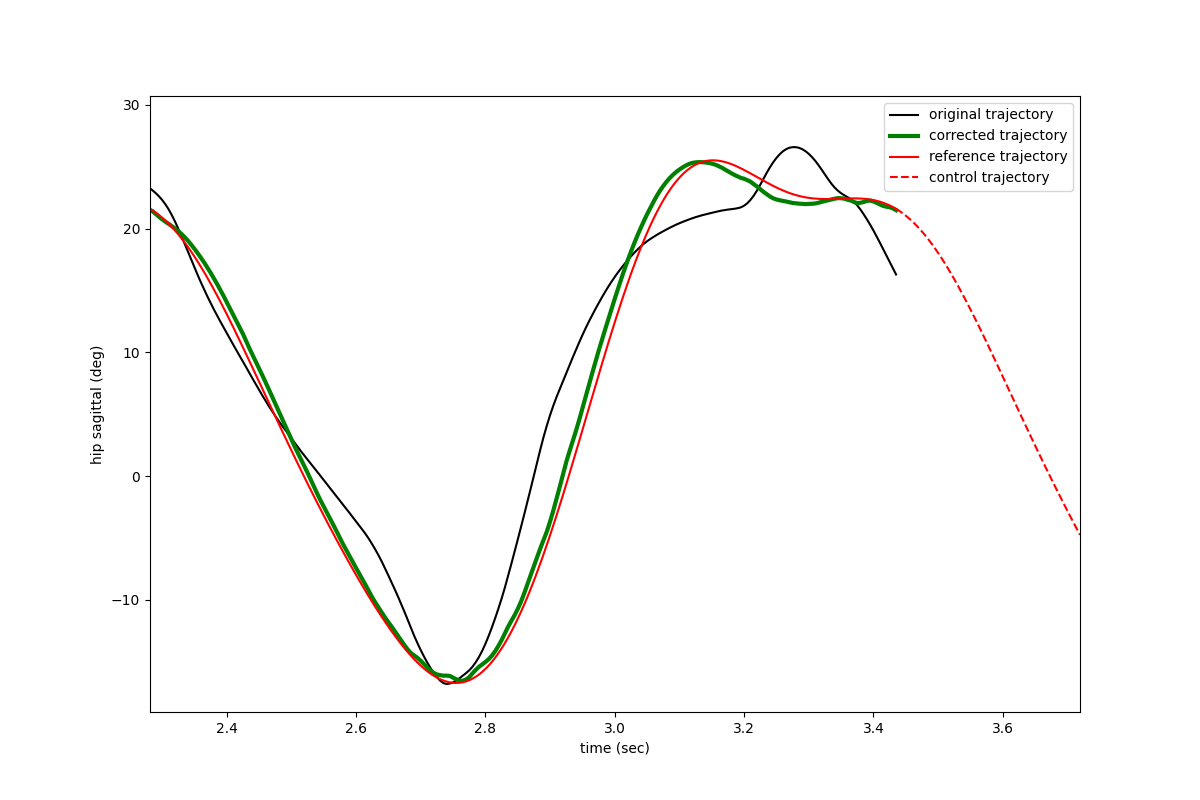 30
20
10
0
−10
hip sagittal (deg)
original trajectory
corrected trajectory
reference trajectory
control trajectory
2.4 2.6 2.8 3.0 3.2 3.4 3.6
time (sec)